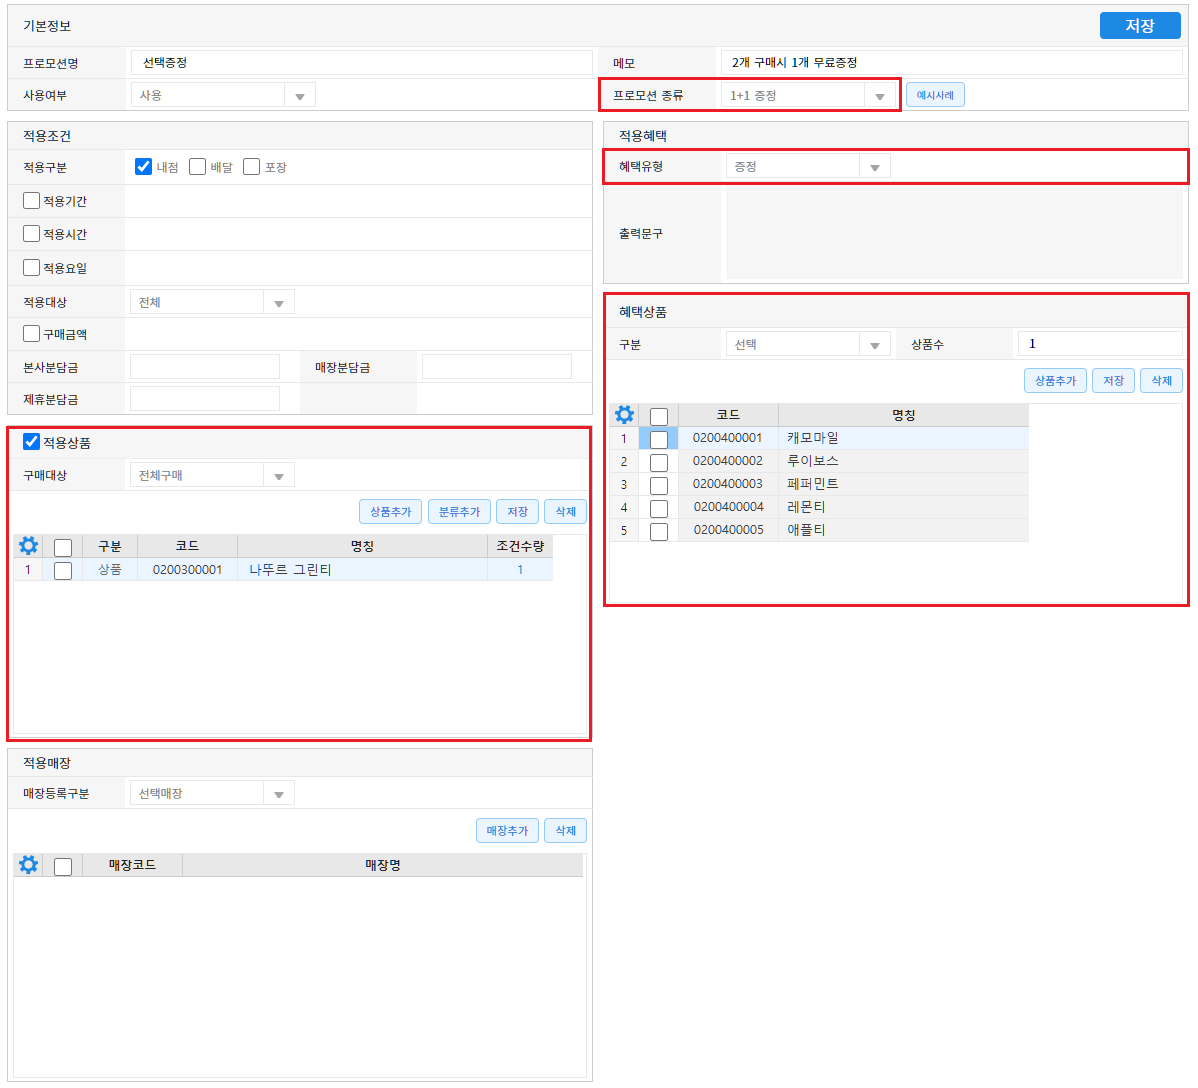 기본정보
저장
프로모션명
선택증정
메모
2개 구매시 1개 무료증정
사용여부
사용
프로모션 종류
1+1 증정
예시사례
적용조건
적용구분
내점
배달
포장
적용기간
적용시간
적용요일
적용대상
전체
구매금액
본사분담금
매장분담금
제휴분담금
적용혜택
혜택유형
증정
출력문구
적용상품
구매대상
전체구매
상품추가
분류추가
저장
삭제
구분 코드 명칭 조건수량
1 상품 0200300001 나뚜르 그린티 1
혜택상품
구분
선택
상품수
1
상품추가
저장
삭제
코드 명칭
1 0200400001 캐모마일
2 0200400002 루이보스
3 0200400003 페퍼민트
4 0200400004 레몬티
5 0200400005 애플티
적용매장
매장등록구분
선택매장
매장추가
삭제
매장코드 매장명